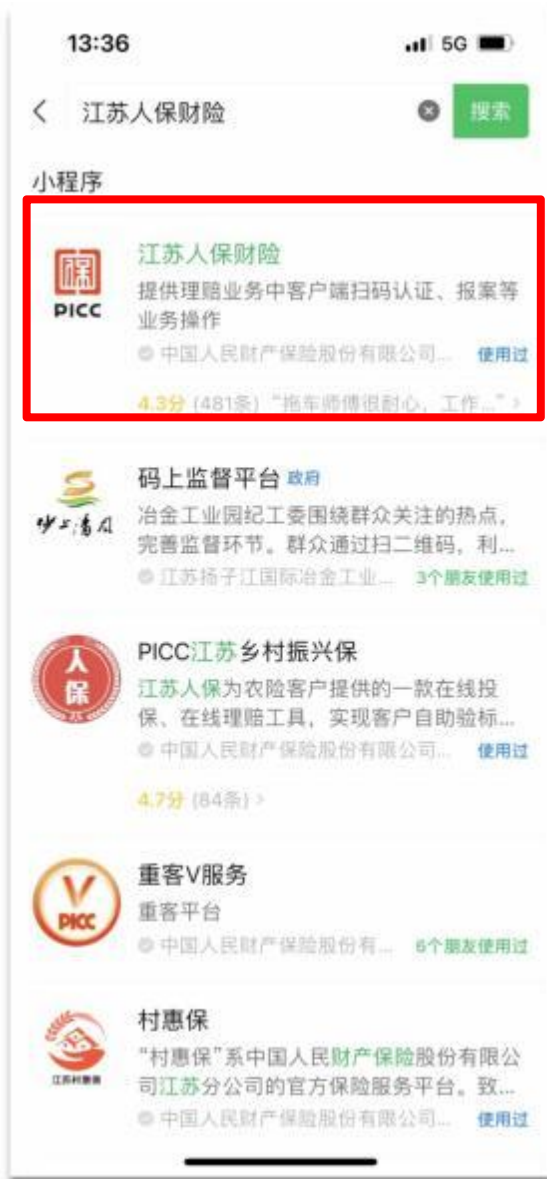 13:36
5G
江苏人保财险
搜索
小程序
江苏人保财险
PICC
提供理赔业务中客户端扫码认证、报案等
业务操作
中国人民财产保险股份有限公司... 使用过
4.3分 (481条) “拖车师傅很耐心，工作...” >
码上监督平台 政府
冶金工业园纪工委围绕群众关注的热点，
完善监督环节。群众通过扫二维码，利...
江苏扬子江国际冶金工业... 3个朋友使用过
人保
PICC江苏乡村振兴保
江苏人保为农险客户提供的一款在线投
保、在线理赔工具，实现客户自助验标...
中国人民财产保险股份有限公司... 使用过
4.7分 (84条) >
V
PICC
重客V服务
重客平台
中国人民财产保险股份有... 6个朋友使用过
江苏村惠保
村惠保
“村惠保”系中国人民财产保险股份有限公
司江苏分公司的官方保险服务平台。致...
中国人民财产保险股份有限公司... 使用过